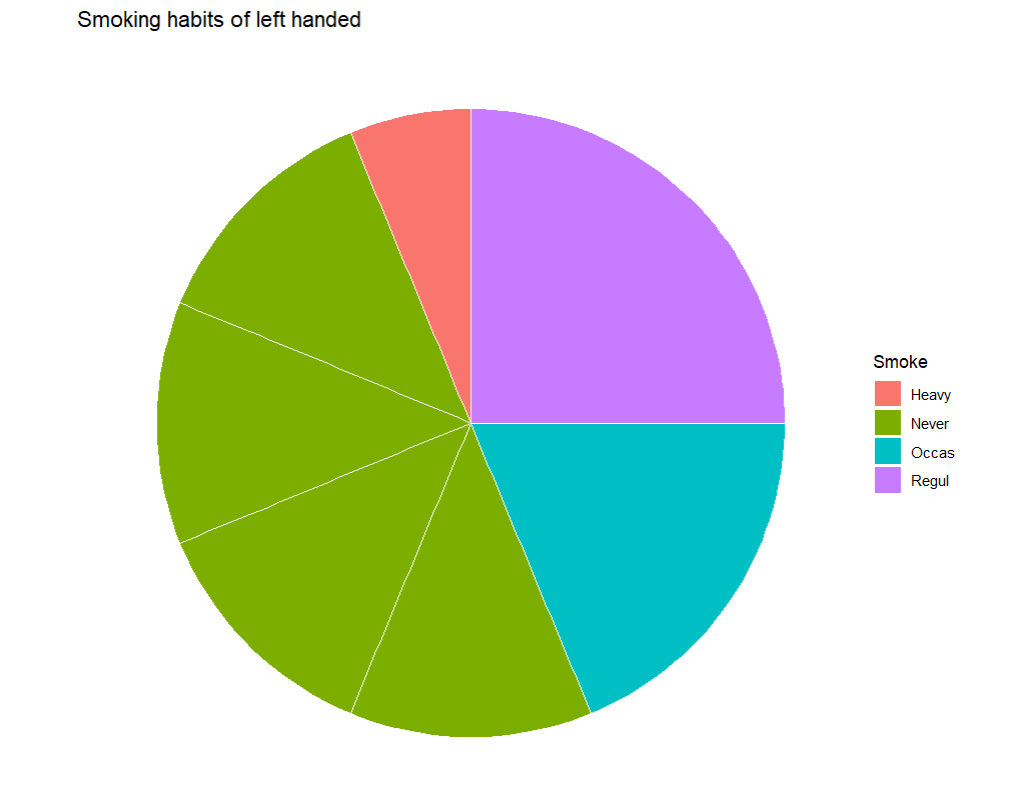 Smoking habits of left handed
Smoke
Heavy
Never
Occas
Regul